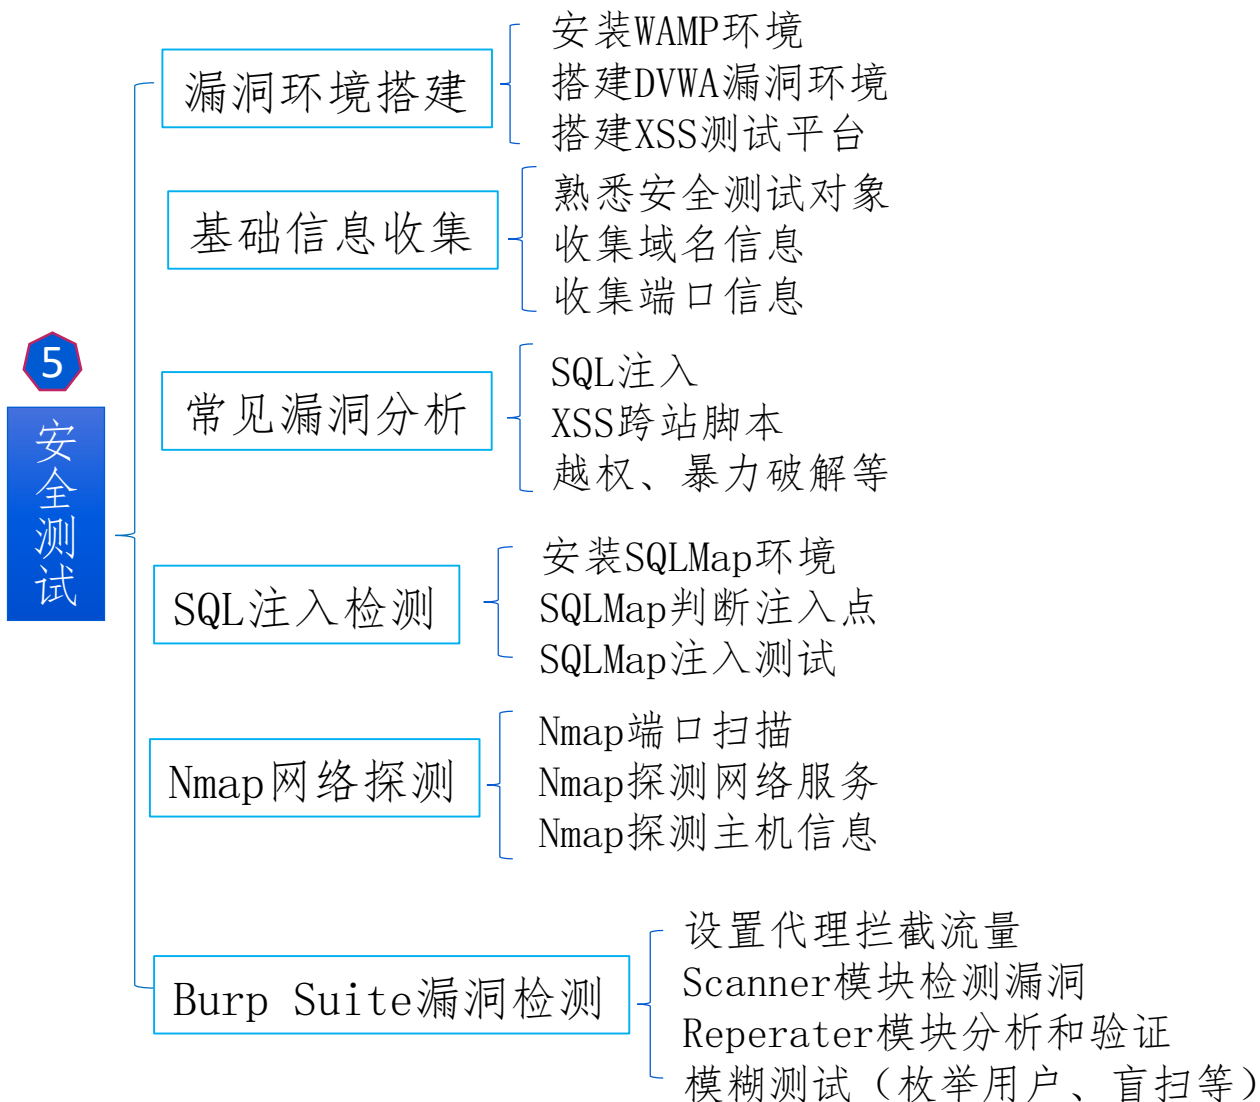 5
安全测试
漏洞环境搭建
安装WAMP环境
搭建DVWA漏洞环境
搭建XSS测试平台
基础信息收集
熟悉安全测试对象
收集域名信息
收集端口信息
常见漏洞分析
SQL注入
XSS跨站脚本
越权、暴力破解等
SQL注入检测
安装SQLMap环境
SQLMap判断注入点
SQLMap注入测试
Nmap网络探测
Nmap端口扫描
Nmap探测网络服务
Nmap探测主机信息
Burp Suite漏洞检测
设置代理拦截流量
Scanner模块检测漏洞
Reperater模块分析和验证
模糊测试（枚举用户、盲扫等）